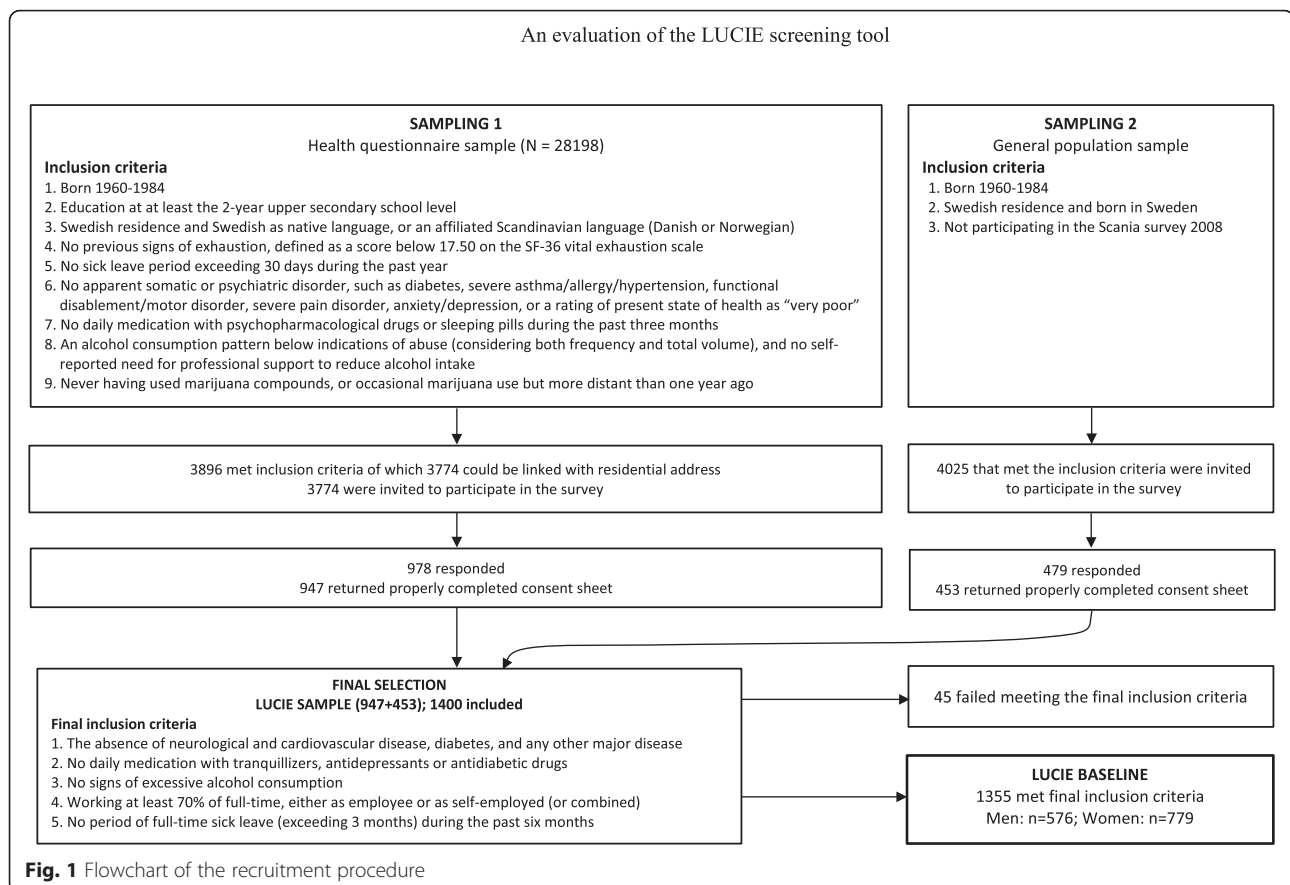 An evaluation of the LUCIE screening tool
SAMPLING 1
Health questionnaire sample (N = 28198)
Inclusion criteria
1. Born 1960-1984
2. Education at at least the 2-year upper secondary school level
3. Swedish residence and Swedish as native language, or an affiliated Scandinavian language (Danish or Norwegian)
4. No previous signs of exhaustion, defined as a score below 17.50 on the SF-36 vital exhaustion scale
5. No sick leave period exceeding 30 days during the past year
6. No apparent somatic or psychiatric disorder, such as diabetes, severe asthma/allergy/hypertension, functional
disablement/motor disorder, severe pain disorder, anxiety/depression, or a rating of present state of health as “very poor”
7. No daily medication with psychopharmacological drugs or sleeping pills during the past three months
8. An alcohol consumption pattern below indications of abuse (considering both frequency and total volume), and no self-
reported need for professional support to reduce alcohol intake
9. Never having used marijuana compounds, or occasional marijuana use but more distant than one year ago
SAMPLING 2
General population sample
Inclusion criteria
1. Born 1960-1984
2. Swedish residence and born in Sweden
3. Not participating in the Scania survey 2008
3896 met inclusion criteria of which 3774 could be linked with residential address
3774 were invited to participate in the survey
4025 that met the inclusion criteria were invited
to participate in the survey
978 responded
947 returned properly completed consent sheet
479 responded
453 returned properly completed consent sheet
FINAL SELECTION
LUCIE SAMPLE (947+453); 1400 included
Final inclusion criteria
1. The absence of neurological and cardiovascular disease, diabetes, and any other major disease
2. No daily medication with tranquillizers, antidepressants or antidiabetic drugs
3. No signs of excessive alcohol consumption
4. Working at least 70% of full-time, either as employee or as self-employed (or combined)
5. No period of full-time sick leave (exceeding 3 months) during the past six months
45 failed meeting the final inclusion criteria
LUCIE BASELINE
1355 met final inclusion criteria
Men: n=576; Women: n=779
Fig. 1 Flowchart of the recruitment procedure